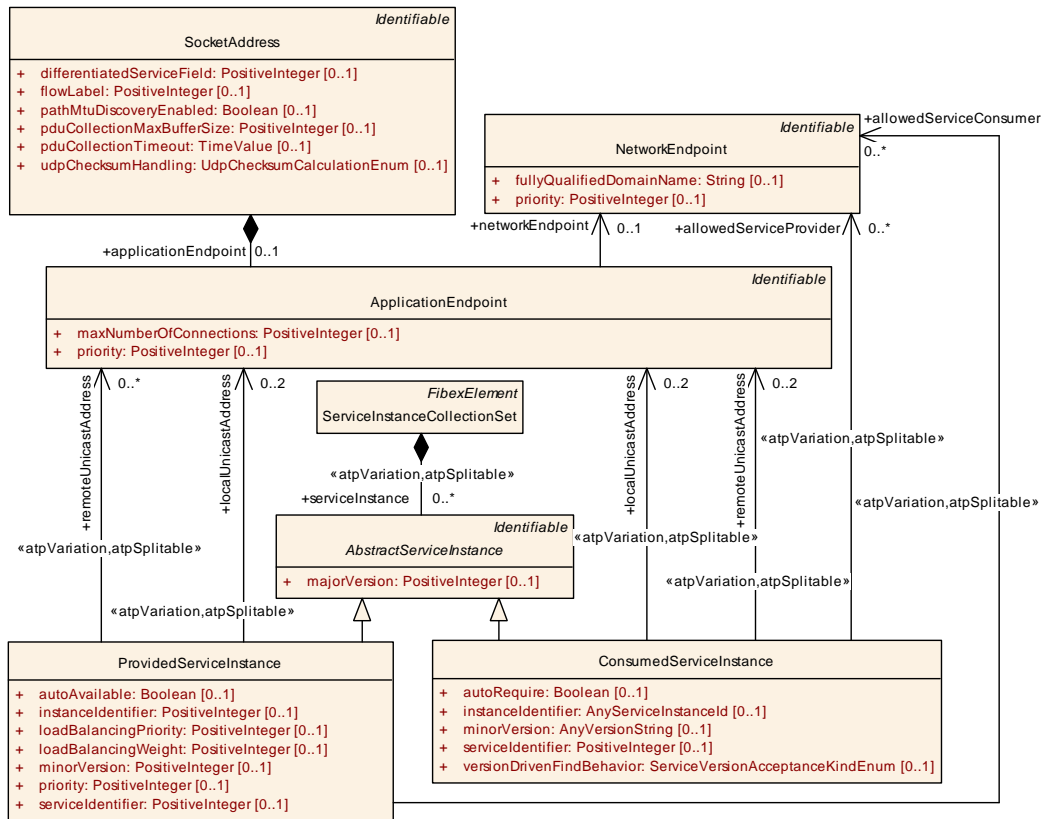 Identifiable
SocketAddress
+ differentiatedServiceField: PositiveInteger [0..1]
+ flowLabel: PositiveInteger [0..1]
+ pathMtuDiscoveryEnabled: Boolean [0..1]
+ pduCollectionMaxBufferSize: PositiveInteger [0..1]
+ pduCollectionTimeout: TimeValue [0..1]
+ udpChecksumHandling: UdpChecksumCalculationEnum [0..1]
+allowedServiceConsumer
0..*
Identifiable
NetworkEndpoint
+ fullyQualifiedDomainName: String [0..1]
+ priority: PositiveInteger [0..1]
+applicationEndpoint 0..1
+networkEndpoint 0..1
+allowedServiceProvider 0..*
Identifiable
ApplicationEndpoint
+ maxNumberOfConnections: PositiveInteger [0..1]
+ priority: PositiveInteger [0..1]
+remoteUnicastAddress
0..*
+localUnicastAddress
0..2
+localUnicastAddress
0..2
+remoteUnicastAddress
0..2
FibexElement
ServiceInstanceCollectionSet
«atpVariation,atpSplitable»
«atpVariation,atpSplitable»
+serviceInstance 0..*
«atpVariation,atpSplitable»
Identifiable
AbstractServiceInstance
+ majorVersion: PositiveInteger [0..1]
«atpVariation,atpSplitable»
«atpVariation,atpSplitable»
«atpVariation,atpSplitable»
«atpVariation,atpSplitable»
ProvidedServiceInstance
+ autoAvailable: Boolean [0..1]
+ instanceIdentifier: PositiveInteger [0..1]
+ loadBalancingPriority: PositiveInteger [0..1]
+ loadBalancingWeight: PositiveInteger [0..1]
+ minorVersion: PositiveInteger [0..1]
+ priority: PositiveInteger [0..1]
+ serviceIdentifier: PositiveInteger [0..1]
ConsumedServiceInstance
+ autoRequire: Boolean [0..1]
+ instanceIdentifier: AnyServiceInstanceId [0..1]
+ minorVersion: AnyVersionString [0..1]
+ serviceIdentifier: PositiveInteger [0..1]
+ versionDrivenFindBehavior: ServiceVersionAcceptanceKindEnum [0..1]